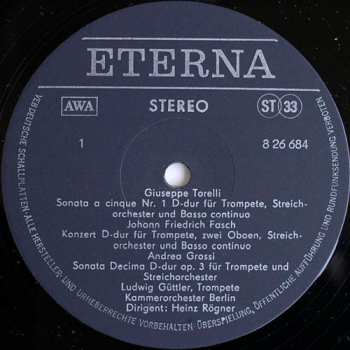 ETERNA
AWA
STEREO
ST 33
1
8 26 684
Giuseppe Torelli
Sonata a cinque Nr. 1 D-dur für Trompete, Streich-
orchester und Basso continuo
Johann Friedrich Fasch
Konzert D-dur für Trompete, zwei Oboen, Streich-
orchester und Basso continuo
Andrea Grossi
Sonata Decima D-dur op. 3 für Trompete und
Streichorchester
Ludwig Güttler, Trompete
Kammerorchester Berlin
Dirigent: Heinz Rögner
VEB DEUTSCHE SCHALLPLATTEN · ALLE HERSTELLER- UND URHEBERRECHTE VORBEHALTEN · ÜBERSPIELUNG, ÖFFENTLICHE AUFFÜHRUNG UND RUNDFUNKSENDUNG VERBOTEN